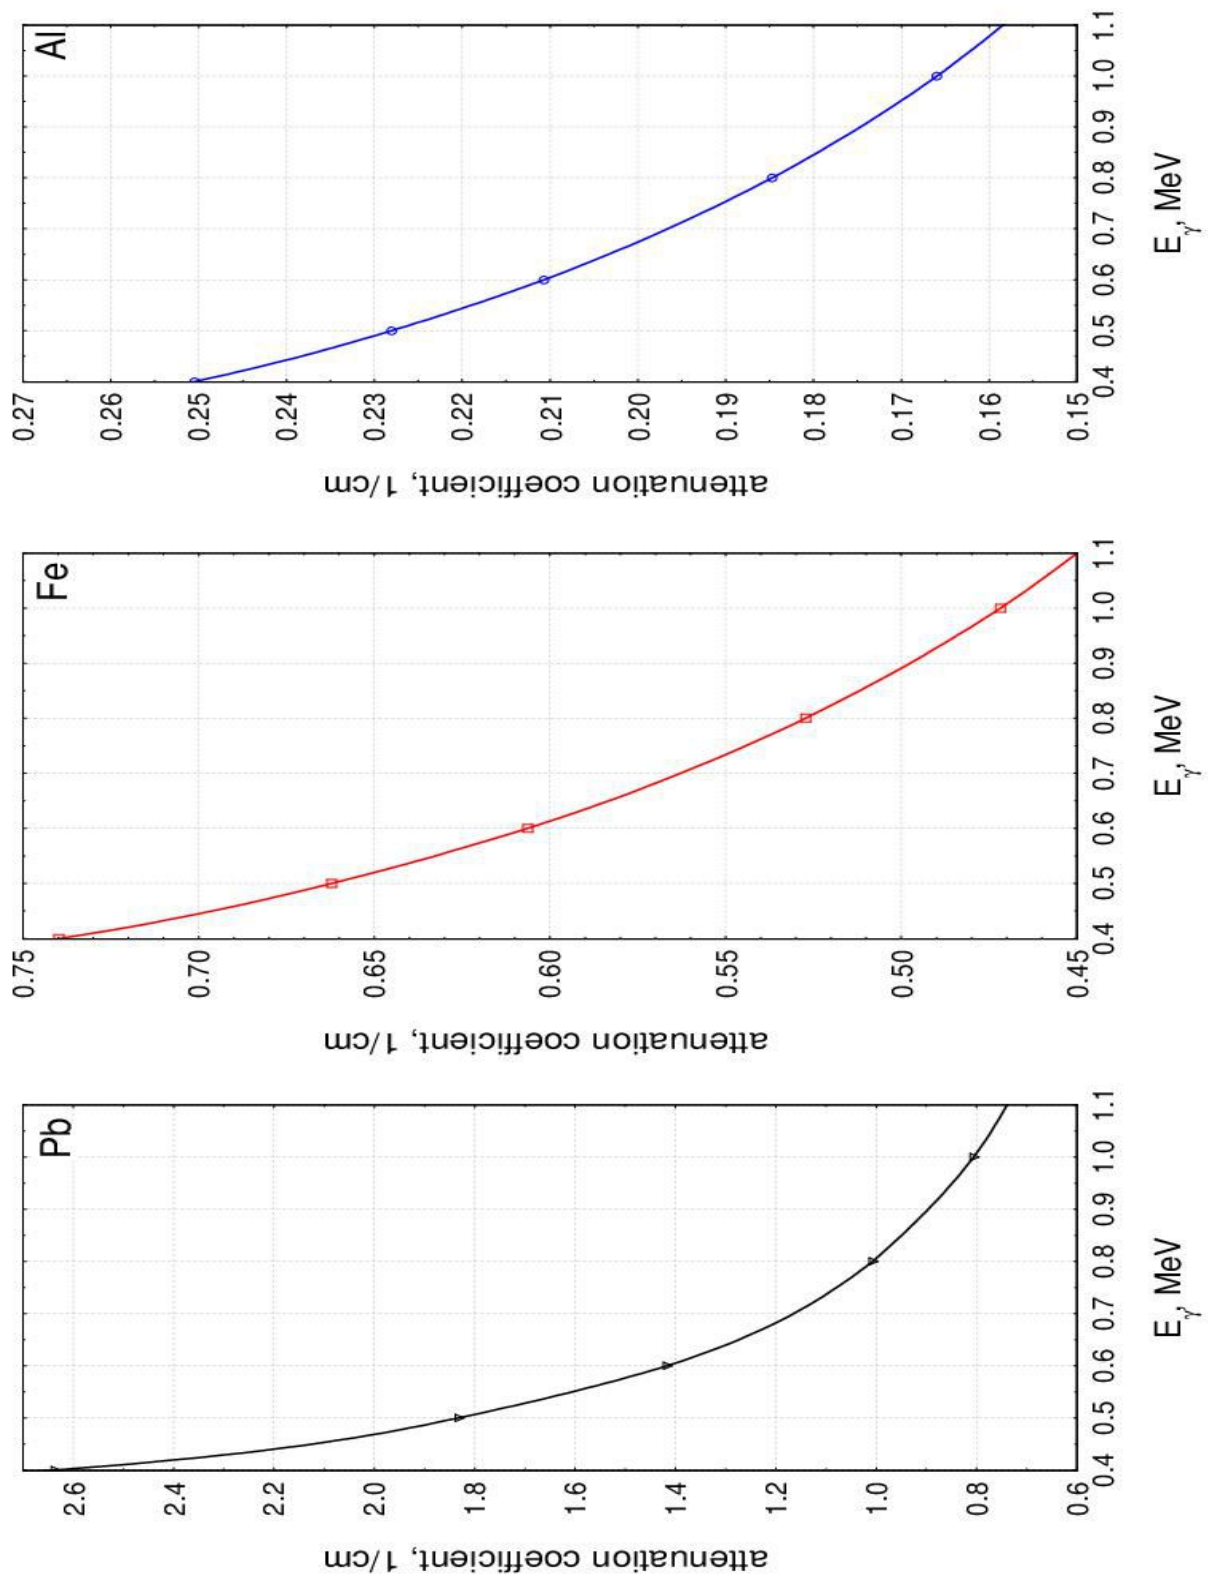 Pb
2.6
2.4
2.2
2.0
1.8
1.6
1.4
1.2
1.0
0.8
0.6
attenuation coefficient, 1/cm
0.4 0.5 0.6 0.7 0.8 0.9 1.0 1.1
Eγ, MeV
Fe
0.75
0.70
0.65
0.60
0.55
0.50
0.45
attenuation coefficient, 1/cm
0.4 0.5 0.6 0.7 0.8 0.9 1.0 1.1
Eγ, MeV
Al
0.27
0.26
0.25
0.24
0.23
0.22
0.21
0.20
0.19
0.18
0.17
0.16
0.15
attenuation coefficient, 1/cm
0.4 0.5 0.6 0.7 0.8 0.9 1.0 1.1
Eγ, MeV